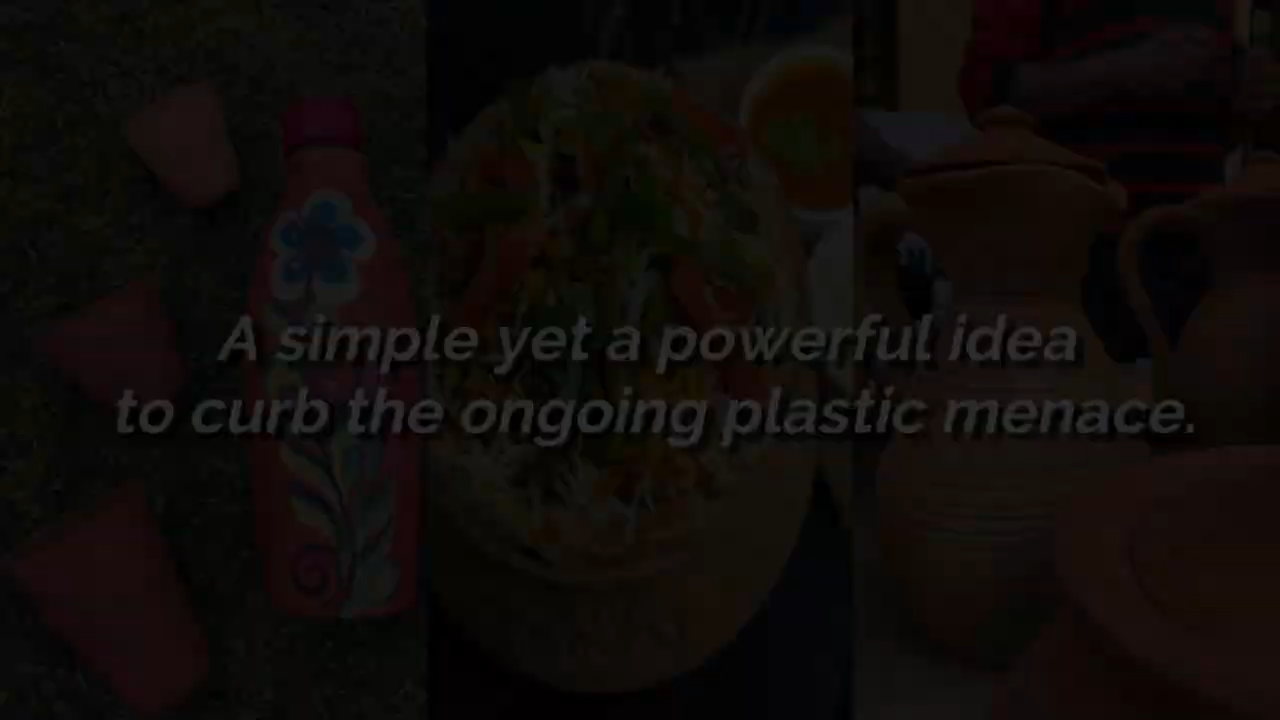 A simple yet a powerful idea
to curb the ongoing plastic menace.